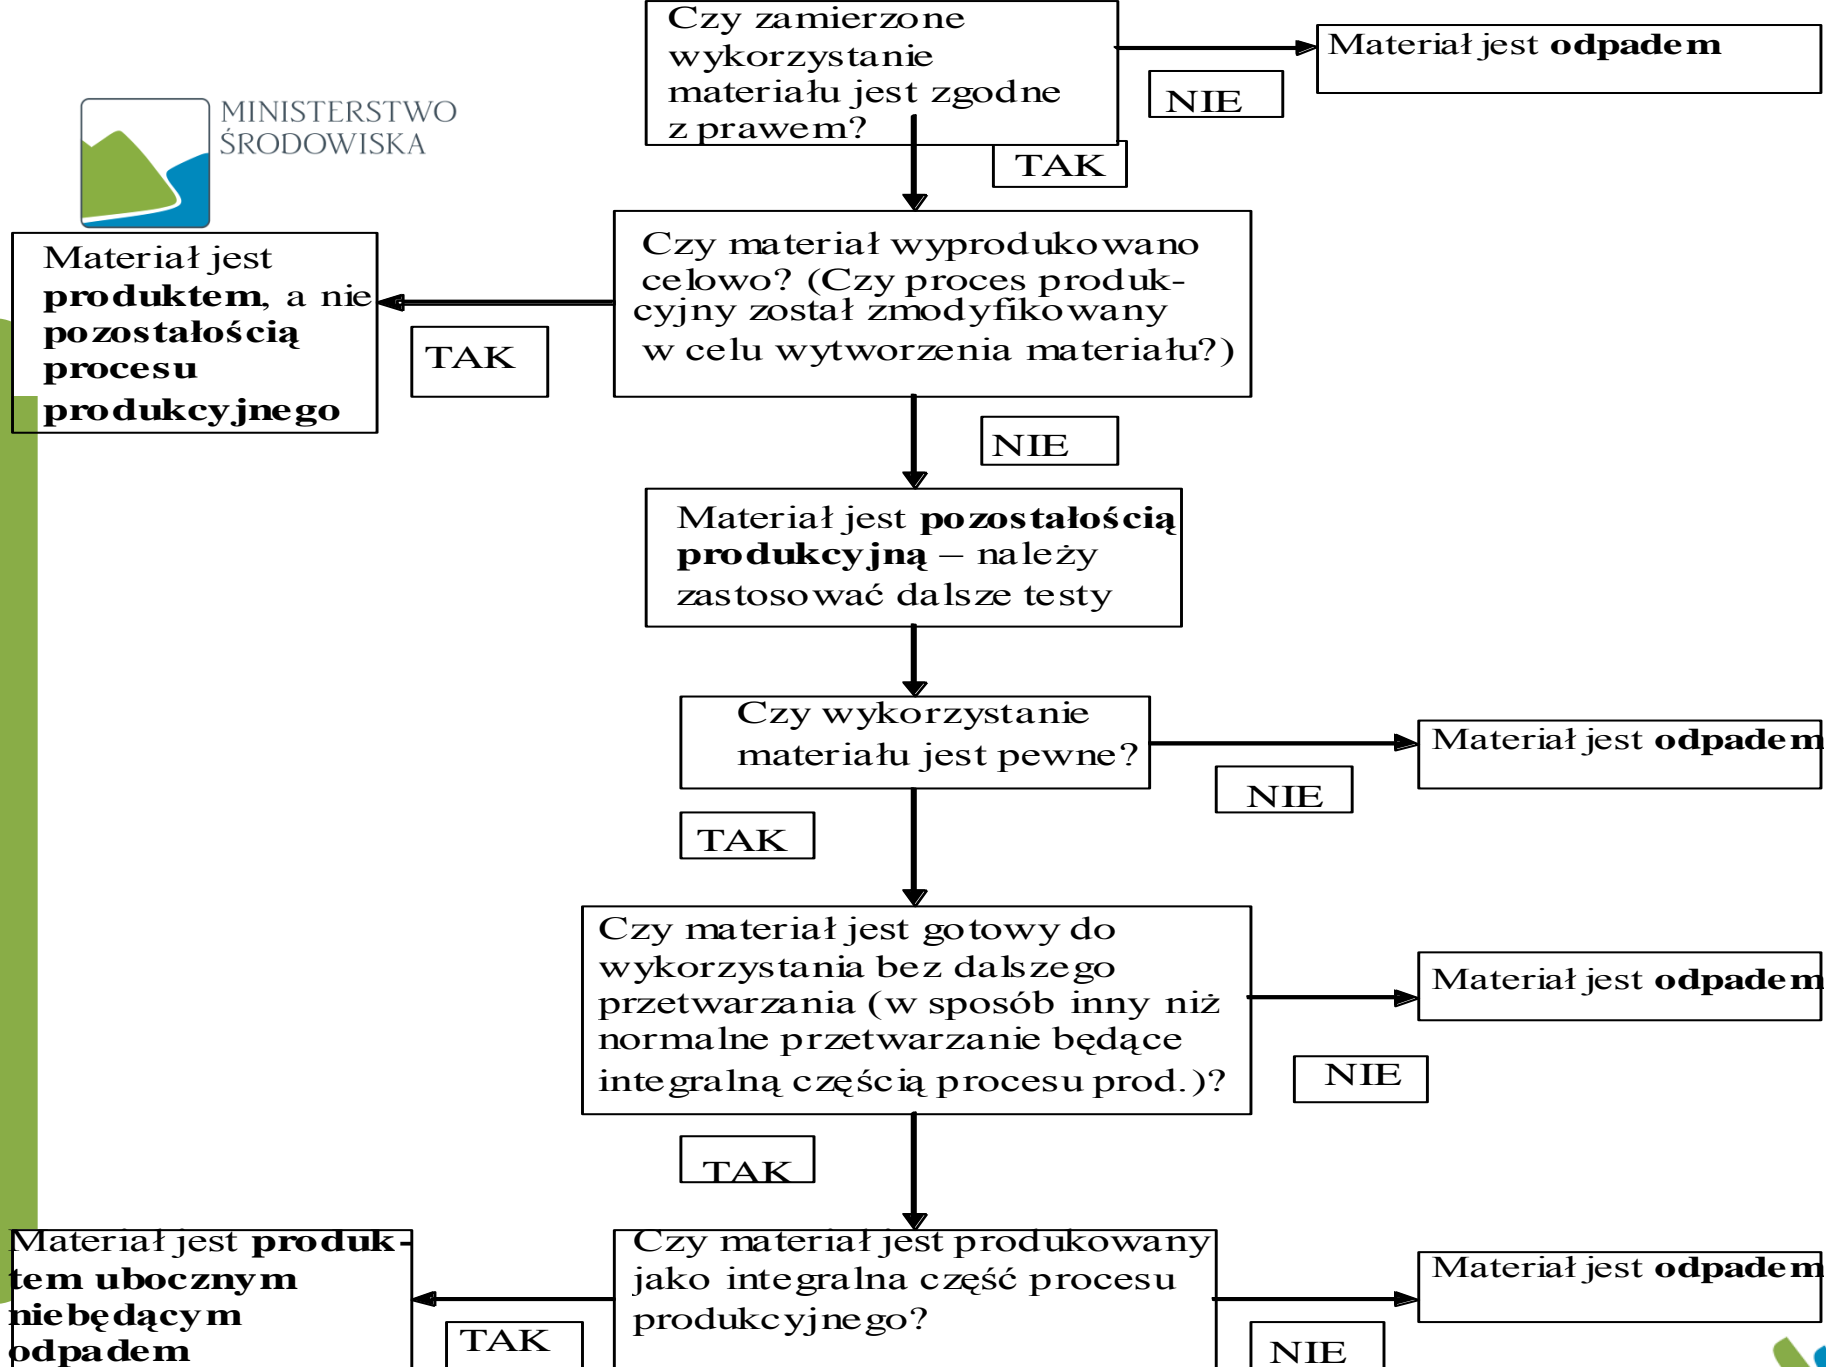 Czy zamierzone
wykorzystanie
materiału jest zgodne
z prawem?
Materiał jest odpadem
NIE
MINISTERSTWO
ŚRODOWISKA
TAK
Czy materiał wyprodukowano
celowo? (Czy proces produk-
cyjny został zmodyfikowany
w celu wytworzenia materiału?)
Materiał jest
produktem, a nie
pozostałością
procesu
produkcyjnego
TAK
NIE
Materiał jest pozostałością
produkcyjną – należy
zastosować dalsze testy
Czy wykorzystanie
materiału jest pewne?
Materiał jest odpadem
NIE
TAK
Czy materiał jest gotowy do
wykorzystania bez dalszego
przetwarzania (w sposób inny niż
normalne przetwarzanie będące
integralną częścią procesu prod.)?
Materiał jest odpadem
NIE
TAK
Czy materiał jest produkowany
jako integralna część procesu
produkcyjnego?
Materiał jest odpadem
NIE
Materiał jest produk-
tem ubocznym
niebędącym
odpadem
TAK